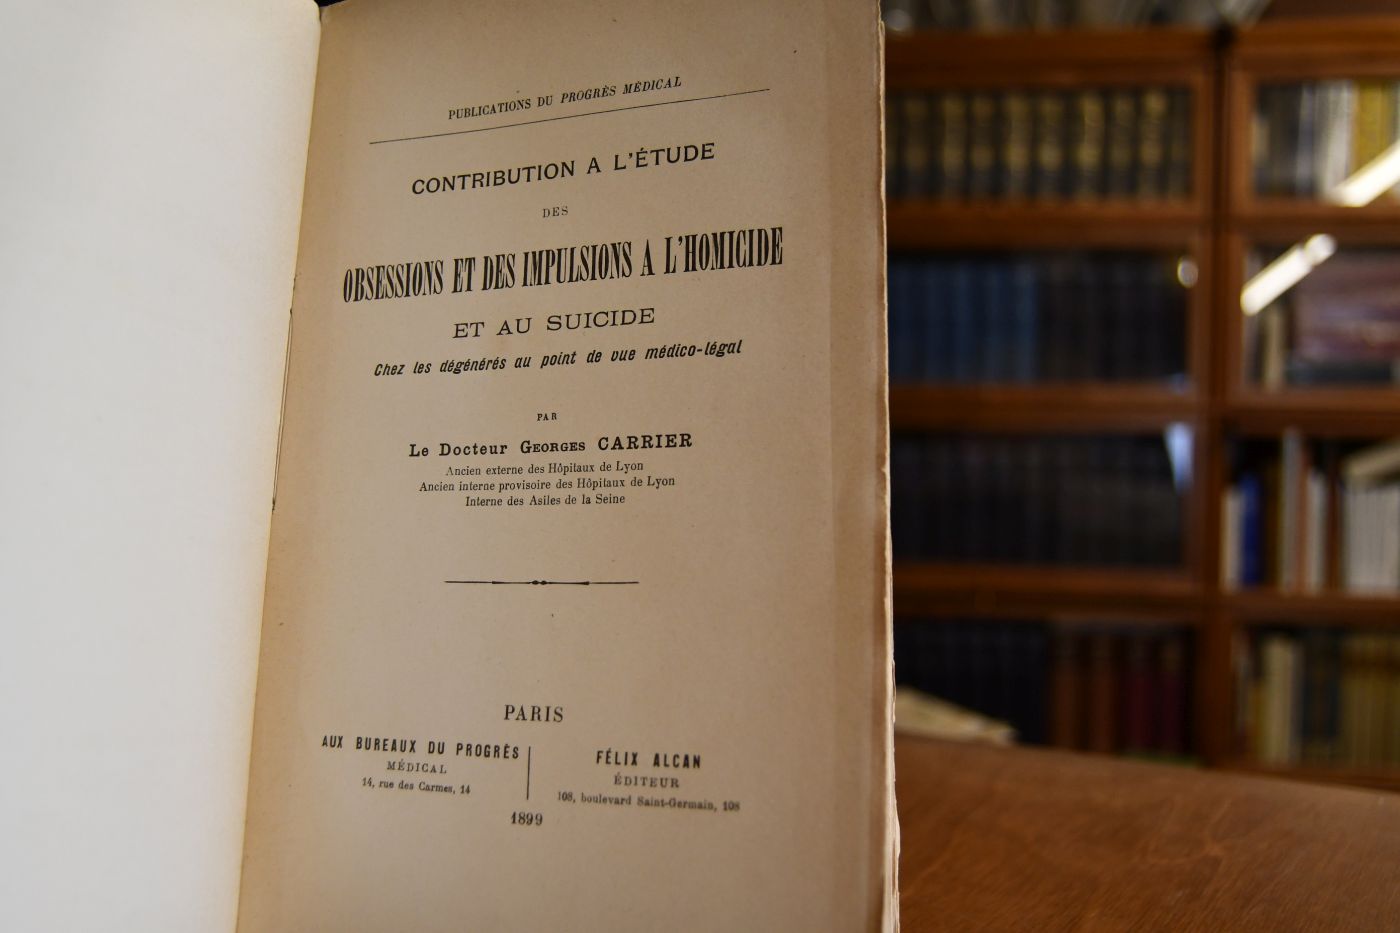 PUBLICATIONS DU PROGRÈS MÉDICAL
CONTRIBUTION A L'ÉTUDE
DES
OBSESSIONS ET DES IMPULSIONS A L'HOMICIDE
ET AU SUICIDE
Chez les dégénérés au point de vue médico-légal
PAR
Le Docteur GEORGES CARRIER
Ancien externe des Hôpitaux de Lyon
Ancien interne provisoire des Hôpitaux de Lyon
Interne des Asiles de la Seine
PARIS
AUX BUREAUX DU PROGRÈS
MÉDICAL
14, rue des Carmes, 14
FÉLIX ALCAN
ÉDITEUR
108, boulevard Saint-Germain, 108
1899